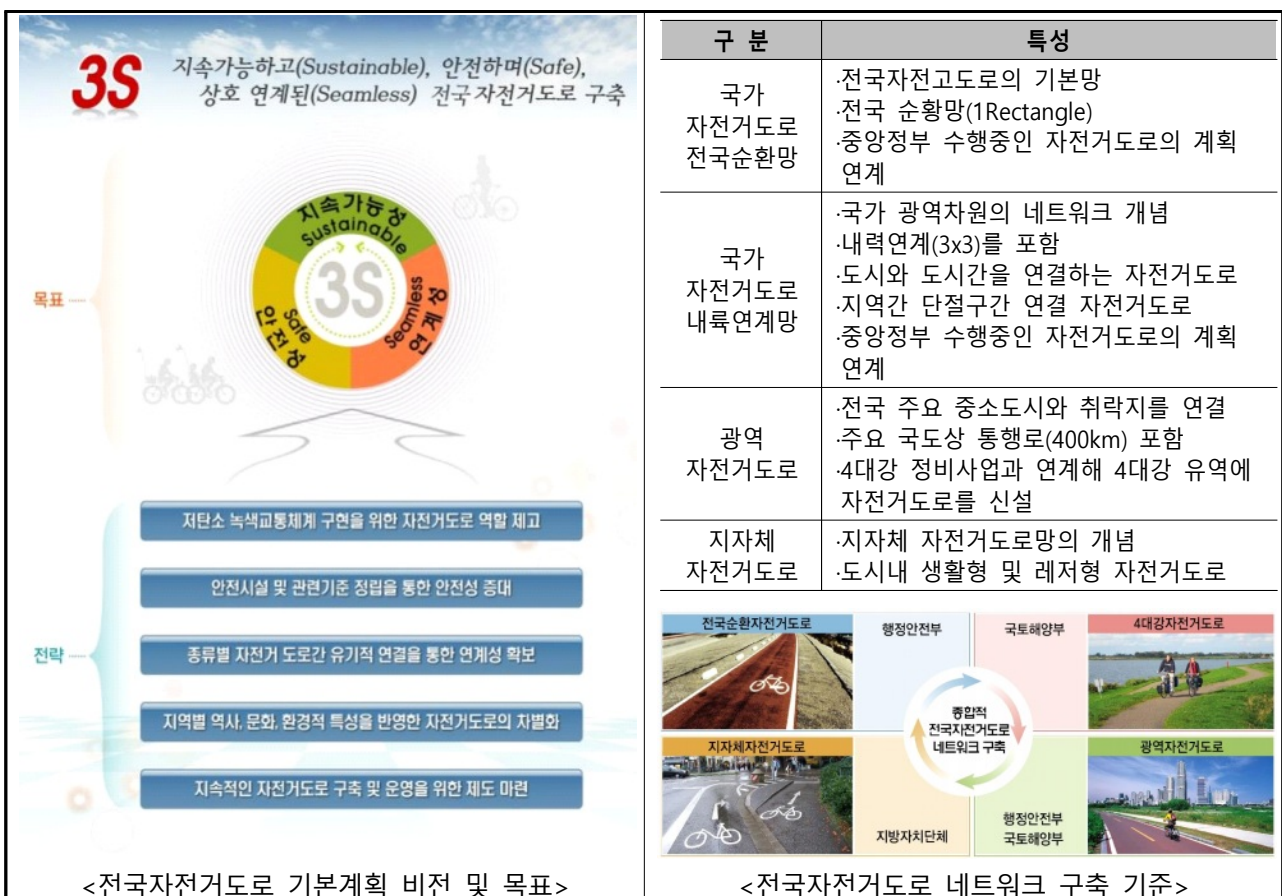 3S
지속가능하고(Sustainable), 안전하며(Safe),
상호 연계된(Seamless) 전국자전거도로 구축
목표
지속가능성
Sustainable
3S
Safe
안전성
Seamless
연계성
전략
저탄소 녹색교통체계 구현을 위한 자전거도로 역할 제고
안전시설 및 관련기준 정립을 통한 안전성 증대
종류별 자전거 도로간 유기적 연결을 통한 연계성 확보
지역별 역사, 문화, 환경적 특성을 반영한 자전거도로의 차별화
지속적인 자전거도로 구축 및 운영을 위한 제도 마련
<전국자전거도로 기본계획 비전 및 목표>
구 분
특성
국가
자전거도로
전국순환망
·전국자전고도로의 기본망
·전국 순환망(1Rectangle)
·중앙정부 수행중인 자전거도로의 계획
연계
국가
자전거도로
내륙연계망
·국가 광역차원의 네트워크 개념
·내력연계(3x3)를 포함
·도시와 도시간을 연결하는 자전거도로
·지역간 단절구간 연결 자전거도로
·중앙정부 수행중인 자전거도로의 계획
연계
광역
자전거도로
·전국 주요 중소도시와 취락지를 연결
·주요 국도상 통행로(400km) 포함
·4대강 정비사업과 연계해 4대강 유역에
자전거도로를 신설
지자체
자전거도로
·지자체 자전거도로망의 개념
·도시내 생활형 및 레저형 자전거도로
전국순환자전거도로
행정안전부
국토해양부
4대강자전거도로
종합적
전국자전거도로
네트워크 구축
지자체자전거도로
광역자전거도로
지방자치단체
행정안전부
국토해양부
<전국자전거도로 네트워크 구축 기준>